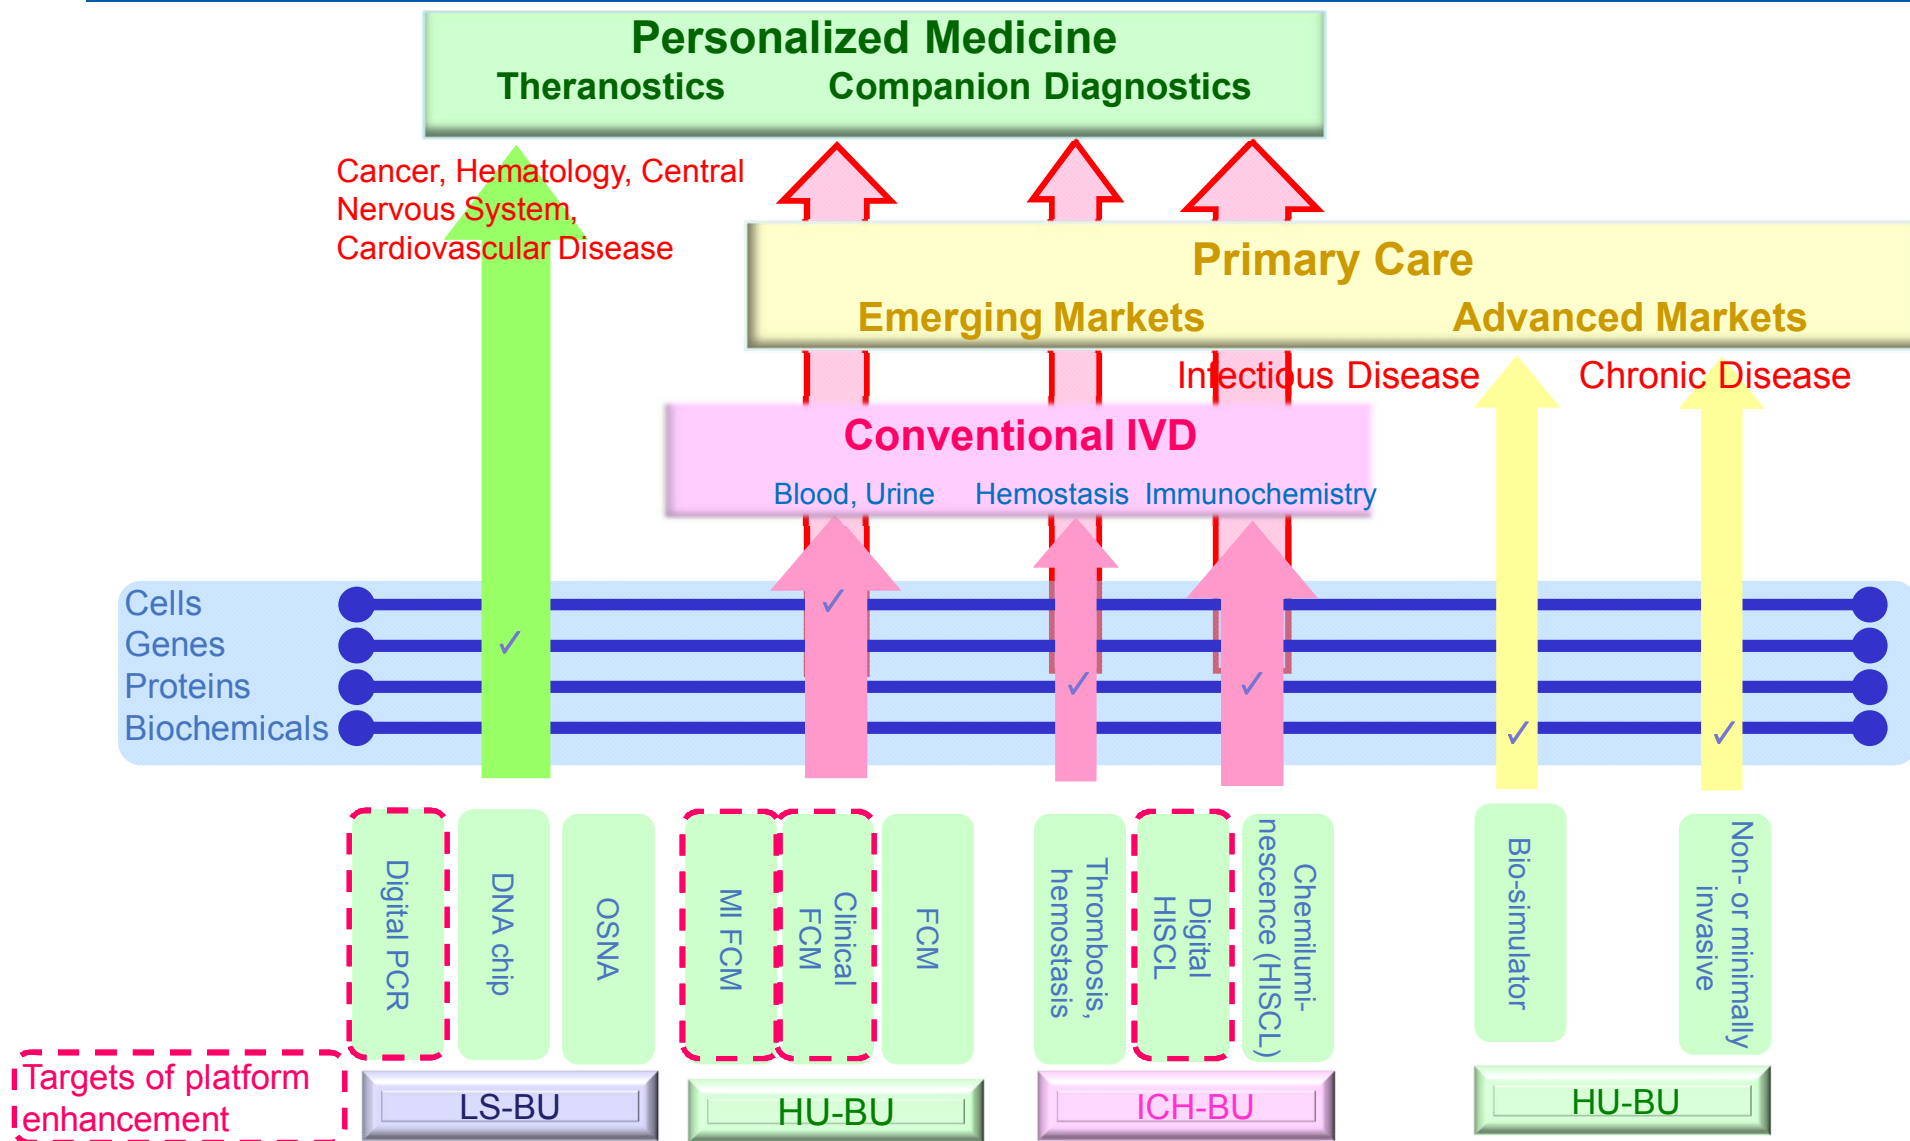 Personalized Medicine
Theranostics Companion Diagnostics
Cancer, Hematology, Central
Nervous System,
Cardiovascular Disease
Primary Care
Emerging Markets Advanced Markets
Infectious Disease Chronic Disease
Conventional IVD
Blood, Urine Hemostasis Immunochemistry
Cells
Genes
Proteins
Biochemicals
Digital PCR
DNA chip
OSNA
MI FCM
Clinical
FCM
FCM
Thrombosis,
hemostasis
Digital
HISCL
Chemilumi-
nescence (HISCL)
Bio-simulator
Non- or minimally
invasive
Targets of platform
enhancement
LS-BU
HU-BU
ICH-BU
HU-BU